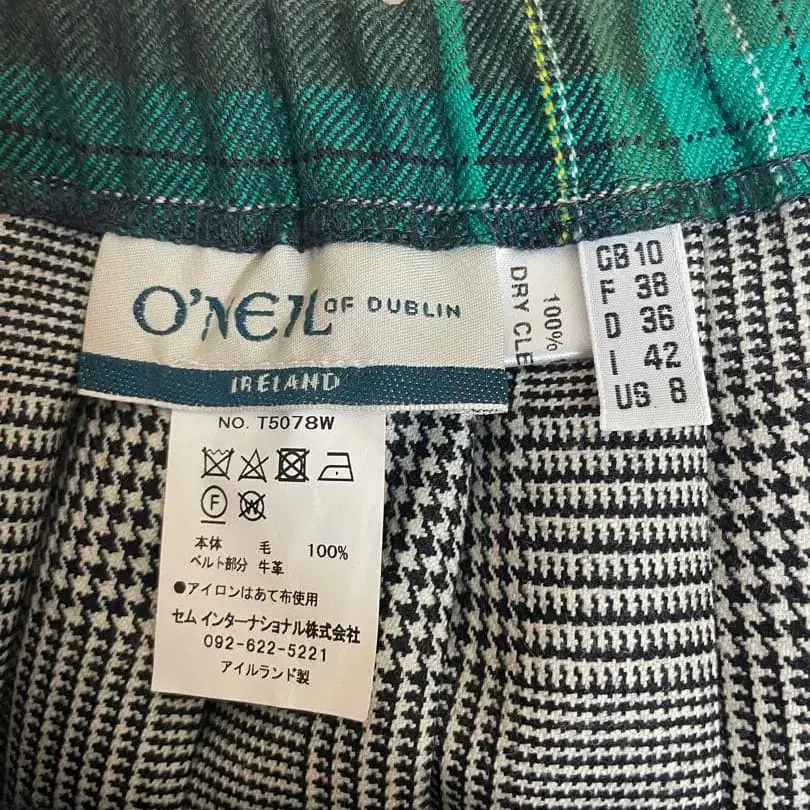 O'NEIL OF DUBLIN
IRELAND
DRY CLE
100%
GB 10
F 38
D 36
I 42
US 8
NO. T5078W
F
W
本体 毛 100%
ベルト部分 牛革
●アイロンはあて布使用
セム インターナショナル株式会社
092-622-5221
アイルランド製